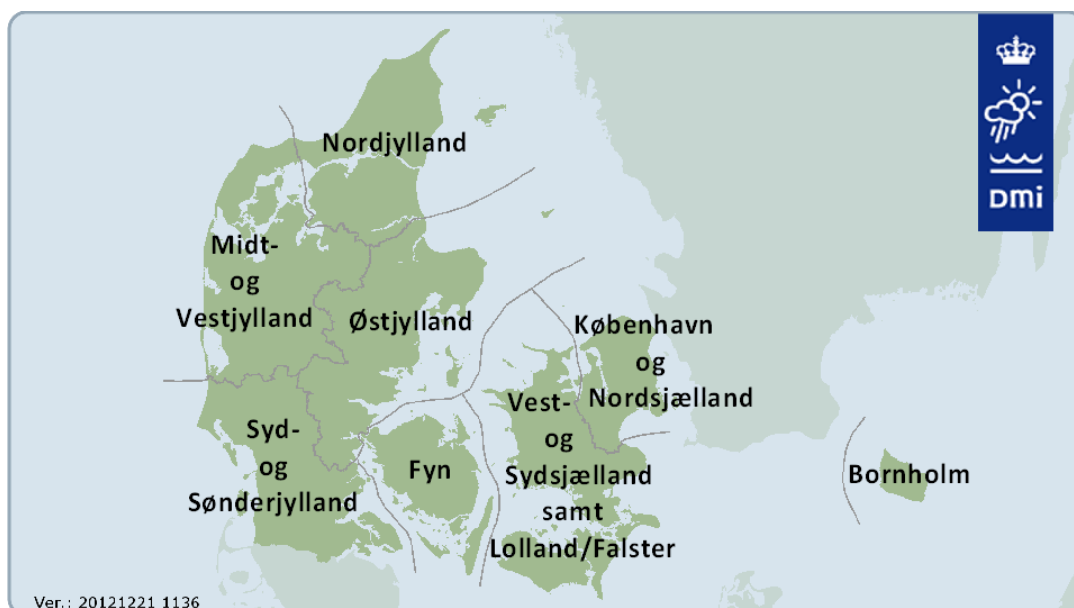 Nordjylland
Midt-
og
Vestjylland
Østjylland
København
og
Nordsjælland
Syd-
og
Sønderjylland
Fyn
Vest-
og
Sydsjælland
samt
Lolland/Falster
Bornholm
DMI
Ver.: 20121221 1136